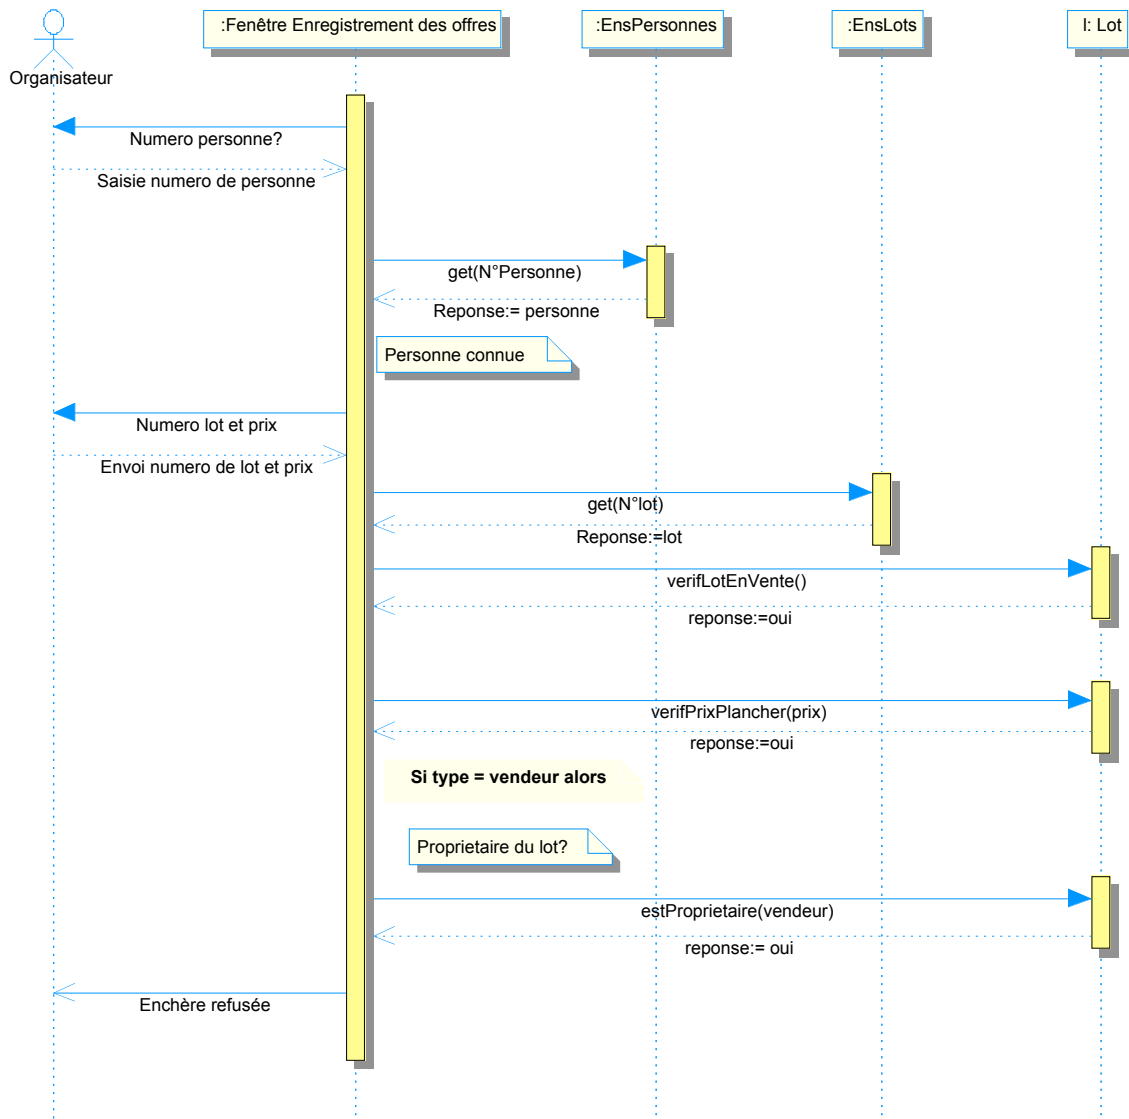 :Fenêtre Enregistrement des offres
:EnsPersonnes
:EnsLots
l: Lot
Organisateur
Numero personne?
Saisie numero de personne
get(N°Personne)
Reponse:= personne
Personne connue
Numero lot et prix
Envoi numero de lot et prix
get(N°lot)
Reponse:=lot
verifLotEnVente()
reponse:=oui
verifPrixPlancher(prix)
reponse:=oui
Si type = vendeur alors
Proprietaire du lot?
estProprietaire(vendeur)
reponse:= oui
Enchère refusée